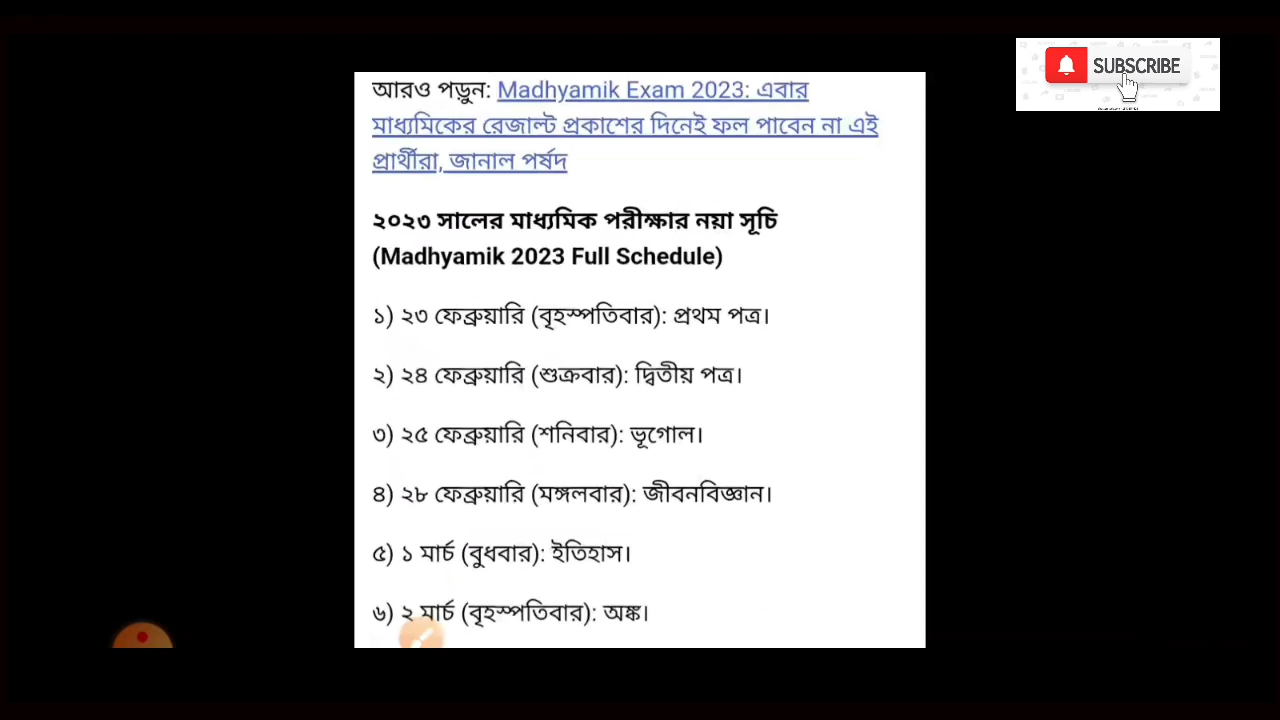 SUBSCRIBE
আরও পড়ুন: Madhyamik Exam 2023: এবার
মাধ্যমিকের রেজাল্ট প্রকাশের দিনেই ফল পাবেন না এই
প্রার্থীরা, জানাল পর্ষদ
২০২৩ সালের মাধ্যমিক পরীক্ষার নয়া সূচি
(Madhyamik 2023 Full Schedule)
১) ২৩ ফেব্রুয়ারি (বৃহস্পতিবার): প্রথম পত্র।
২) ২৪ ফেব্রুয়ারি (শুক্রবার): দ্বিতীয় পত্র।
৩) ২৫ ফেব্রুয়ারি (শনিবার): ভূগোল।
৪) ২৮ ফেব্রুয়ারি (মঙ্গলবার): জীবনবিজ্ঞান।
৫) ১ মার্চ (বুধবার): ইতিহাস।
৬) ২ মার্চ (বৃহস্পতিবার): অঙ্ক।